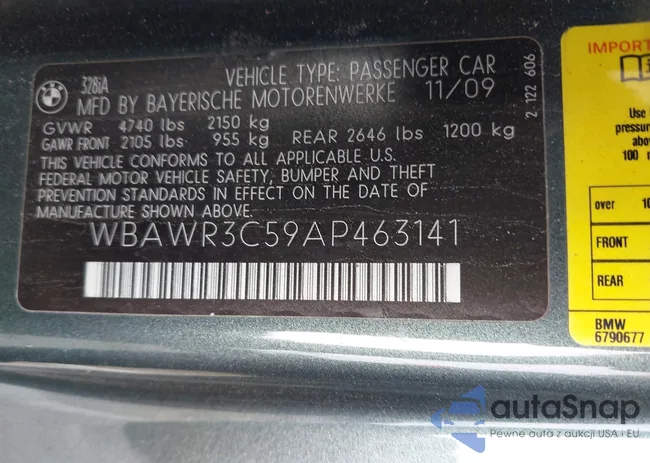 BMW
328iA
VEHICLE TYPE: PASSENGER CAR
MFD BY BAYERISCHE MOTORENWERKE 11/09
GVWR 4740 lbs 2150 kg
GAWR FRONT 2105 lbs 955 kg REAR 2646 lbs 1200 kg
THIS VEHICLE CONFORMS TO ALL APPLICABLE U.S.
FEDERAL MOTOR VEHICLE SAFETY, BUMPER AND THEFT
PREVENTION STANDARDS IN EFFECT ON THE DATE OF
MANUFACTURE SHOWN ABOVE.
WBAWR3C59AP463141
2 122 606
IMPORT
Use
pressur
abov
100
over 10
FRONT
REAR
BMW
6790677
autoSnap
Pewne auta z aukcji USA i EU